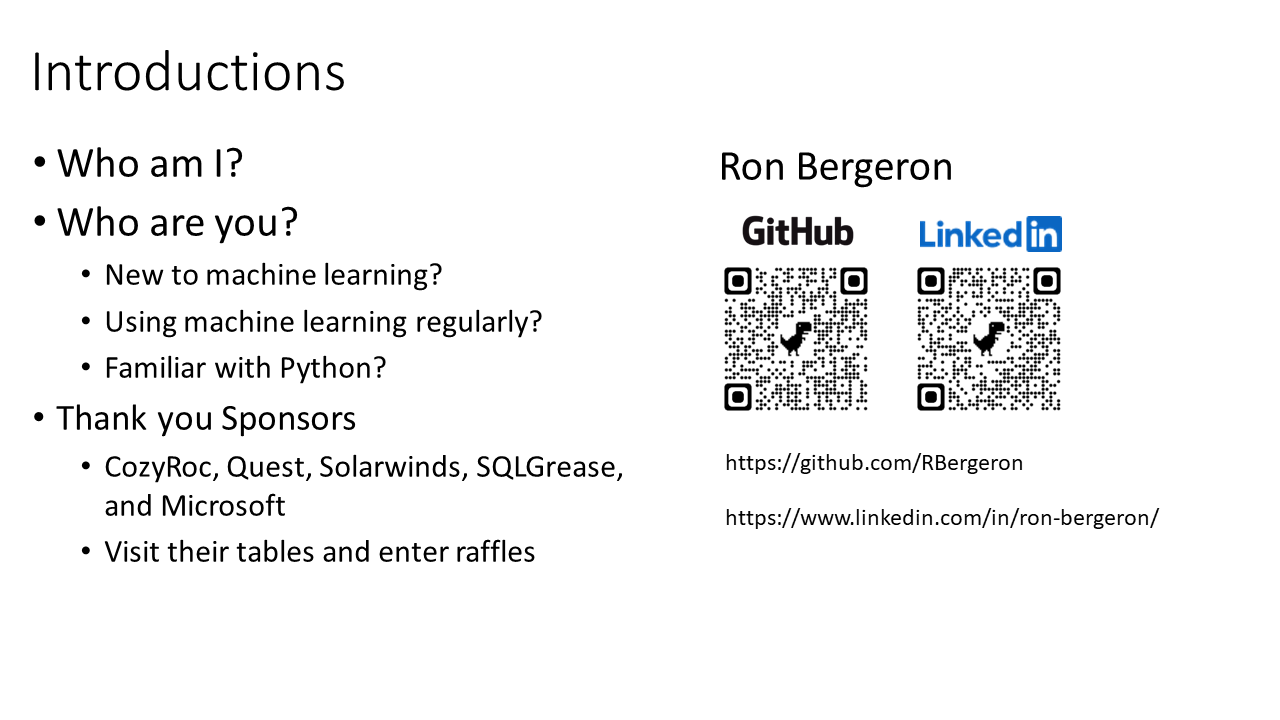 Introductions
• Who am I?
• Who are you?
• New to machine learning?
• Using machine learning regularly?
• Familiar with Python?
• Thank you Sponsors
• CozyRoc, Quest, Solarwinds, SQLGrease,
and Microsoft
• Visit their tables and enter raffles
Ron Bergeron
GitHub
LinkedIn
https://github.com/RBergeron
https://www.linkedin.com/in/ron-bergeron/